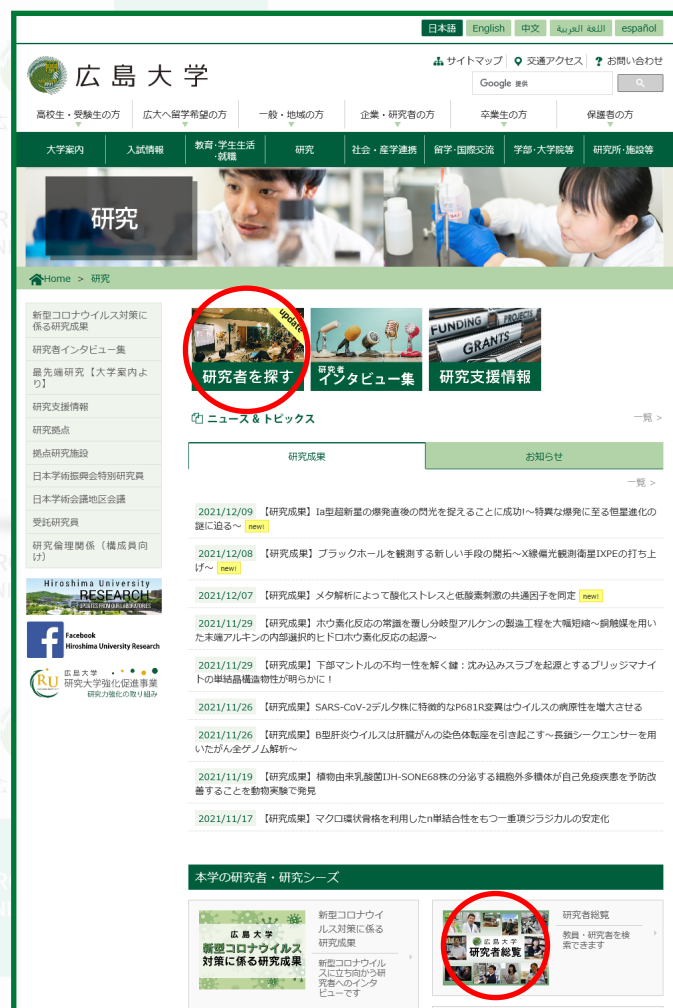 日本語 English 中文 اللغة العربية español
広島大学
サイトマップ 交通アクセス ? お問い合わせ
Google 提供
高校生・受験生の方 広大へ留学希望の方 一般・地域の方 企業・研究者の方 卒業生の方 保護者の方
大学案内 入試情報 教育・学生生活・就職 研究 社会・産学連携 留学・国際交流 学部・大学院等 研究所・施設等
研究
Home > 研究
新型コロナウイルス対策に
係る研究成果
研究者インタビュー集
最先端研究【大学案内よ
り】
研究支援情報
研究拠点
拠点研究施設
日本学術振興会特別研究員
日本学術会議地区会議
受託研究員
研究倫理関係（構成員向
け）
Hiroshima University
RESEARCH
UPDATES FROM OUR LABORATORIES
Facebook
Hiroshima University Research
RU
広島大学
研究大学強化促進事業
研究力強化の取り組み
update
研究者を探す
研究者
インタビュー集
FUNDING PROJECTS
GRANTS
研究支援情報
ニュース & トピックス 一覧 >
研究成果 お知らせ
一覧 >
2021/12/09 【研究成果】Ia型超新星の爆発直後の閃光を捉えることに成功!～特異な爆発に至る恒星進化の
謎に迫る～ new!
2021/12/08 【研究成果】ブラックホールを観測する新しい手段の開拓～X線偏光観測衛星IXPEの打ち上
げ～ new!
2021/12/07 【研究成果】メタ解析によって酸化ストレスと低酸素刺激の共通因子を同定 new!
2021/11/29 【研究成果】ホウ素化反応の常識を覆し分岐型アルケンの製造工程を大幅短縮～銅触媒を用い
た末端アルキンの内部選択的ヒドロホウ素化反応の起源～
2021/11/29 【研究成果】下部マントルの不均一性を解く鍵：沈み込みスラブを起源とするブリッジマナイ
トの単結晶構造物性が明らかに！
2021/11/26 【研究成果】SARS-CoV-2デルタ株に特徴的なP681R変異はウイルスの病原性を増大させる
2021/11/26 【研究成果】B型肝炎ウイルスは肝臓がんの染色体転座を引き起こす～長鎖シークエンサーを用
いたがん全ゲノム解析～
2021/11/19 【研究成果】植物由来乳酸菌IJH-SONE68株の分泌する細胞外多糖体が自己免疫疾患を予防改
善することを動物実験で発見
2021/11/17 【研究成果】マクロ環状骨格を利用したπ単結合性をもつ一重項ジラジカルの安定化
本学の研究者・研究シーズ
広島大学
新型コロナウイルス
対策に係る研究成果
新型コロナウイ
ルス対策に係る
研究成果
新型コロナウイル
スに立ち向かう研
究者へのインタ
ビューです
広島大学
研究者総覧
研究者総覧
教員・研究者を検
索できます